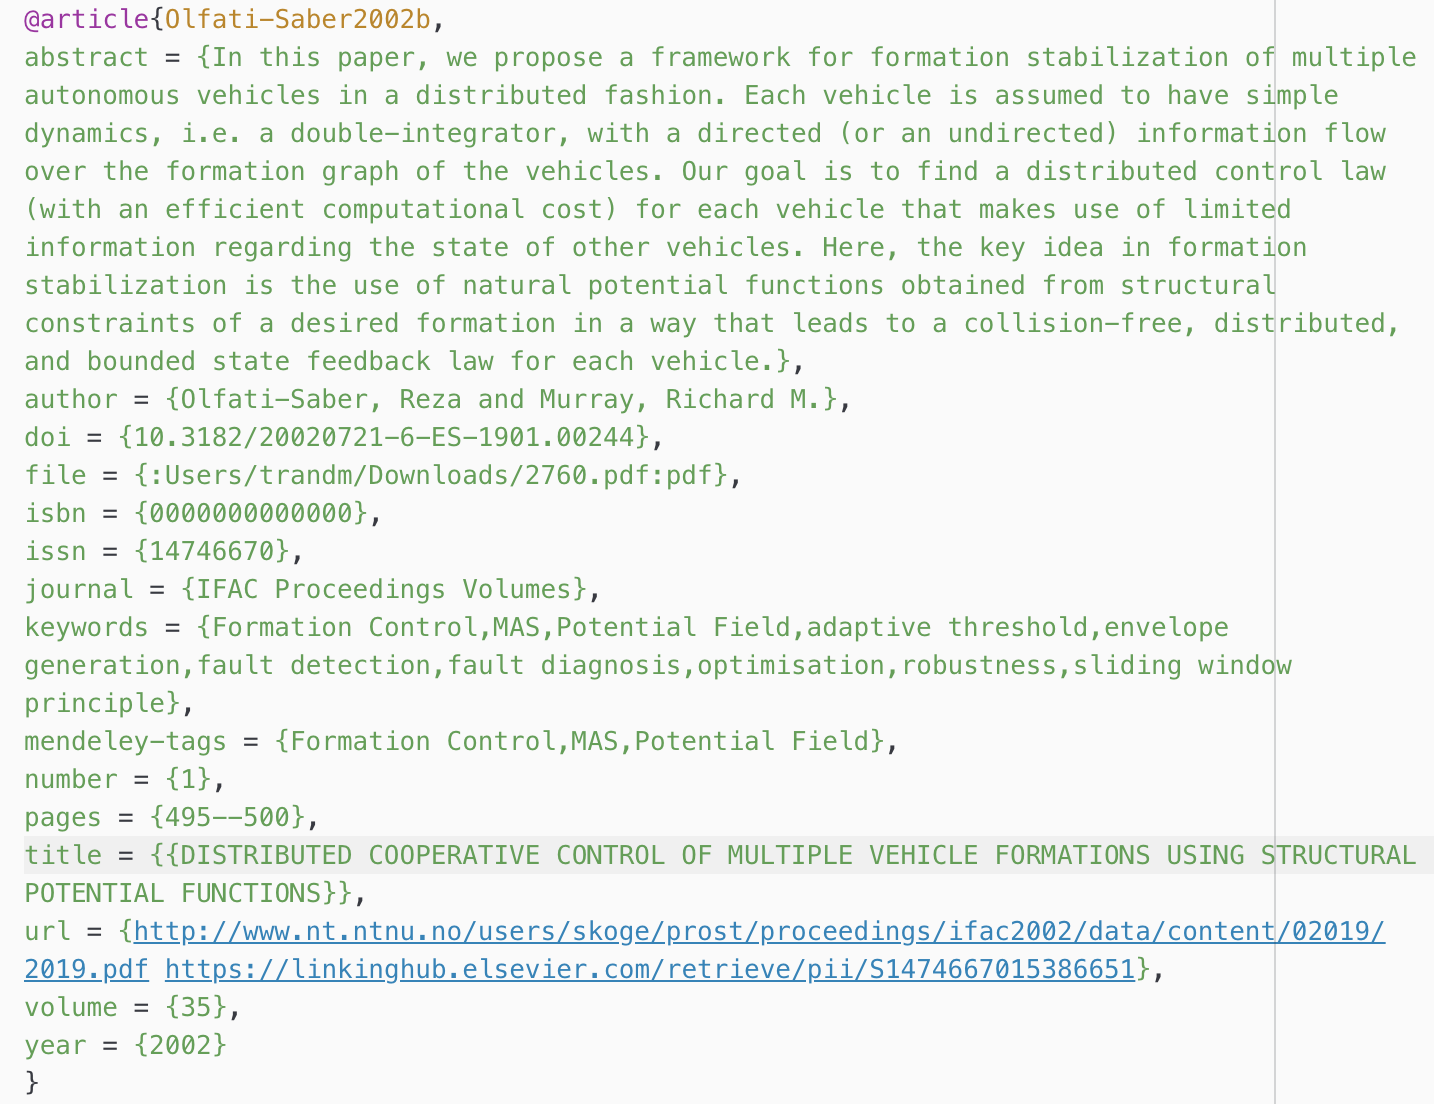 @article{Olfati-Saber2002b,
abstract = {In this paper, we propose a framework for formation stabilization of multiple
autonomous vehicles in a distributed fashion. Each vehicle is assumed to have simple
dynamics, i.e. a double-integrator, with a directed (or an undirected) information flow
over the formation graph of the vehicles. Our goal is to find a distributed control law
(with an efficient computational cost) for each vehicle that makes use of limited
information regarding the state of other vehicles. Here, the key idea in formation
stabilization is the use of natural potential functions obtained from structural
constraints of a desired formation in a way that leads to a collision-free, distributed,
and bounded state feedback law for each vehicle.},
author = {Olfati-Saber, Reza and Murray, Richard M.},
doi = {10.3182/20020721-6-ES-1901.00244},
file = {:Users/trandm/Downloads/2760.pdf:pdf},
isbn = {0000000000000},
issn = {14746670},
journal = {IFAC Proceedings Volumes},
keywords = {Formation Control,MAS,Potential Field,adaptive threshold,envelope
generation,fault detection,fault diagnosis,optimisation,robustness,sliding window
principle},
mendeley-tags = {Formation Control,MAS,Potential Field},
number = {1},
pages = {495--500},
title = {{DISTRIBUTED COOPERATIVE CONTROL OF MULTIPLE VEHICLE FORMATIONS USING STRUCTURAL
POTENTIAL FUNCTIONS}},
url = {http://www.nt.ntnu.no/users/skoge/prost/proceedings/ifac2002/data/content/02019/
2019.pdf https://linkinghub.elsevier.com/retrieve/pii/S1474667015386651},
volume = {35},
year = {2002}
}